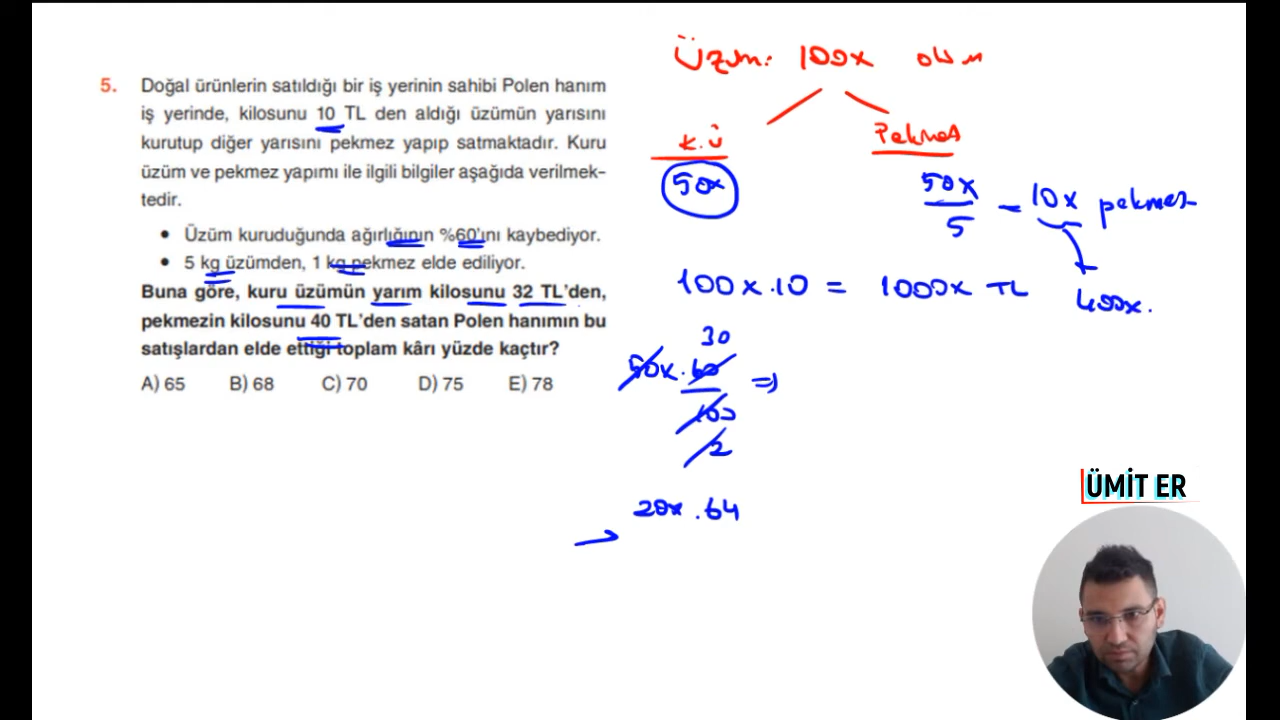 5. Doğal ürünlerin satıldığı bir iş yerinin sahibi Polen hanım
iş yerinde, kilosunu 10 TL den aldığı üzümün yarısını
kurutup diğer yarısını pekmez yapıp satmaktadır. Kuru
üzüm ve pekmez yapımı ile ilgili bilgiler aşağıda verilmek-
tedir.
• Üzüm kuruduğunda ağırlığının %60'ını kaybediyor.
• 5 kg üzümden, 1 kg pekmez elde ediliyor.
Buna göre, kuru üzümün yarım kilosunu 32 TL'den,
pekmezin kilosunu 40 TL'den satan Polen hanımın bu
satışlardan elde ettiği toplam kârı yüzde kaçtır?
A) 65 B) 68 C) 70 D) 75 E) 78
Üzüm: 100x olsun
K.Ü Pekmez
50x
50x/5 = 10x pekmez
400x.
100x.10 = 1000x TL
30
50x.60/100 ⇒
2
20x.64
ÜMİT ER